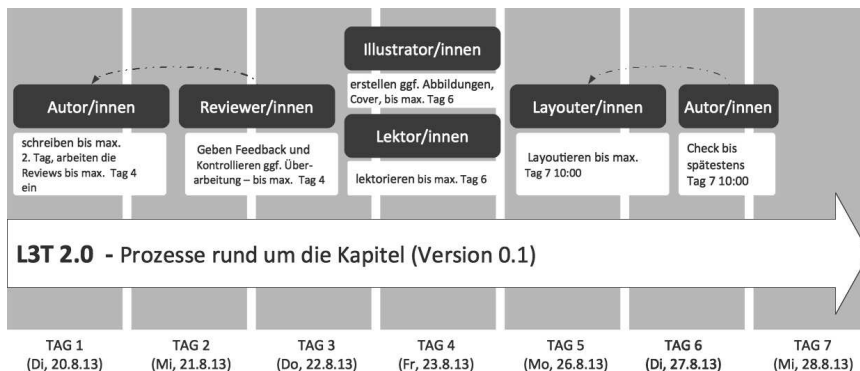 Illustrator/innen
erstellen ggf. Abbildungen,
Cover, bis max. Tag 6
Autor/innen
schreiben bis max.
2. Tag, arbeiten die
Reviews bis max. Tag 4
ein
Reviewer/innen
Geben Feedback und
Kontrollieren ggf. Über-
arbeitung – bis max. Tag 4
Lektor/innen
lektorieren bis max. Tag 6
Layouter/innen
Layoutieren bis max.
Tag 7 10:00
Autor/innen
Check bis
spätestens
Tag 7 10:00
L3T 2.0 - Prozesse rund um die Kapitel (Version 0.1)
TAG 1
(Di, 20.8.13)
TAG 2
(Mi, 21.8.13)
TAG 3
(Do, 22.8.13)
TAG 4
(Fr, 23.8.13)
TAG 5
(Mo, 26.8.13)
TAG 6
(Di, 27.8.13)
TAG 7
(Mi, 28.8.13)